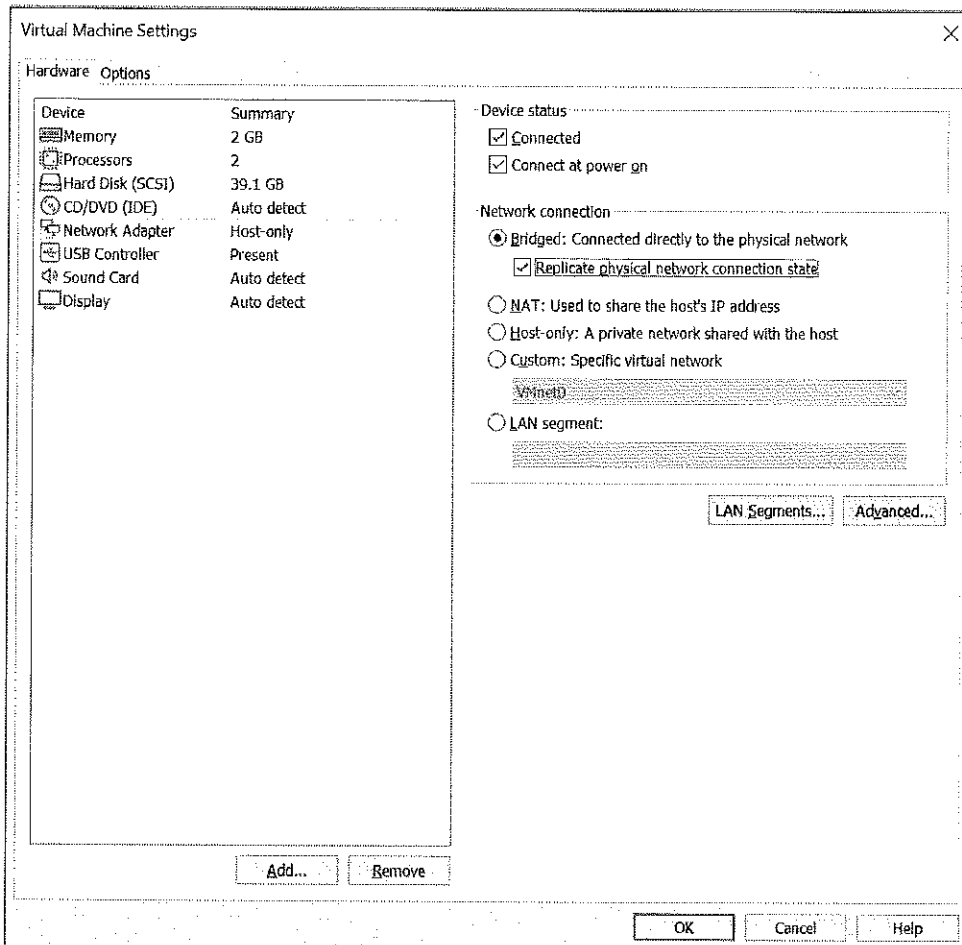 Virtual Machine Settings
Hardware Options
Device Summary
Memory 2 GB
Processors 2
Hard Disk (SCSI) 39.1 GB
CD/DVD (IDE) Auto detect
Network Adapter Host-only
USB Controller Present
Sound Card Auto detect
Display Auto detect
Add... Remove
Device status
Connected
Connect at power on
Network connection
Bridged: Connected directly to the physical network
Replicate physical network connection state
NAT: Used to share the host's IP address
Host-only: A private network shared with the host
Custom: Specific virtual network
VMnet0
LAN segment:
LAN Segments... Advanced...
OK Cancel Help